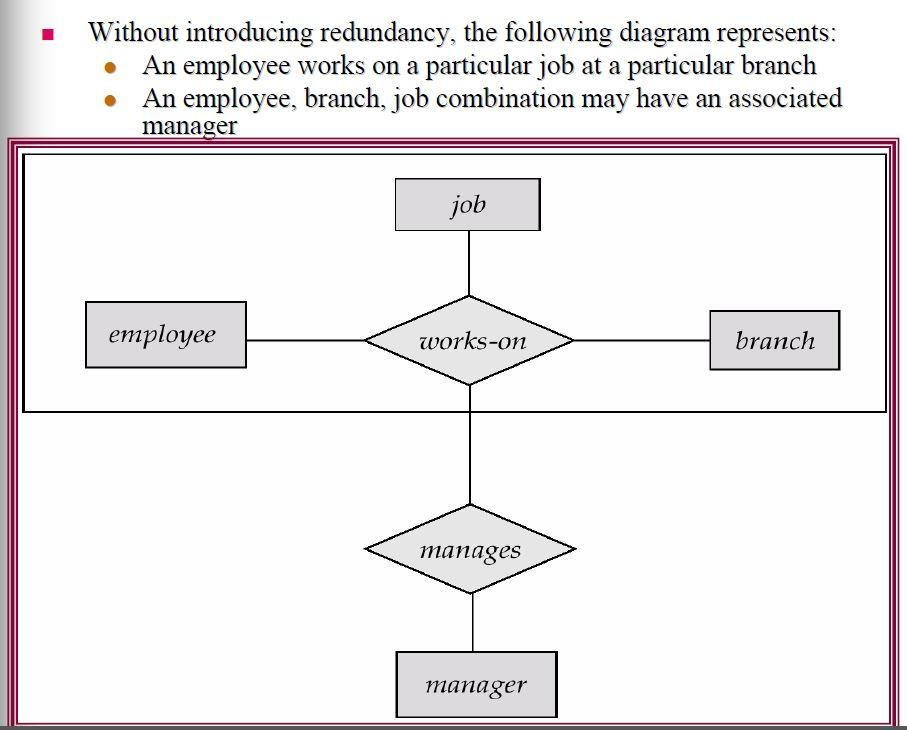 Without introducing redundancy, the following diagram represents:
An employee works on a particular job at a particular branch
An employee, branch, job combination may have an associated
manager
job
employee
works-on
branch
manages
manager